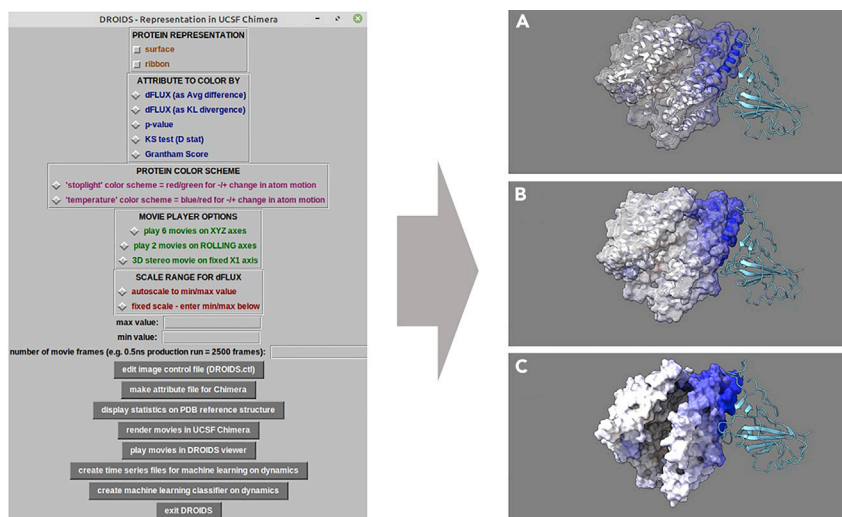 DROIDS - Representation in UCSF Chimera
PROTEIN REPRESENTATION
surface
ribbon
ATTRIBUTE TO COLOR BY
dFLUX (as Avg difference)
dFLUX (as KL divergence)
p-value
KS test (D stat)
Grantham Score
PROTEIN COLOR SCHEME
'stoplight' color scheme = red/green for -/+ change in atom motion
'temperature' color scheme = blue/red for -/+ change in atom motion
MOVIE PLAYER OPTIONS
play 6 movies on XYZ axes
play 2 movies on ROLLING axes
3D stereo movie on fixed X1 axis
SCALE RANGE FOR dFLUX
autoscale to min/max value
fixed scale - enter min/max below
max value:
min value:
number of movie frames (e.g. 0.5ns production run = 2500 frames):
edit image control file (DROIDS.ctl)
make attribute file for Chimera
display statistics on PDB reference structure
render movies in UCSF Chimera
play movies in DROIDS viewer
create time series files for machine learning on dynamics
create machine learning classifier on dynamics
exit DROIDS
A
B
C